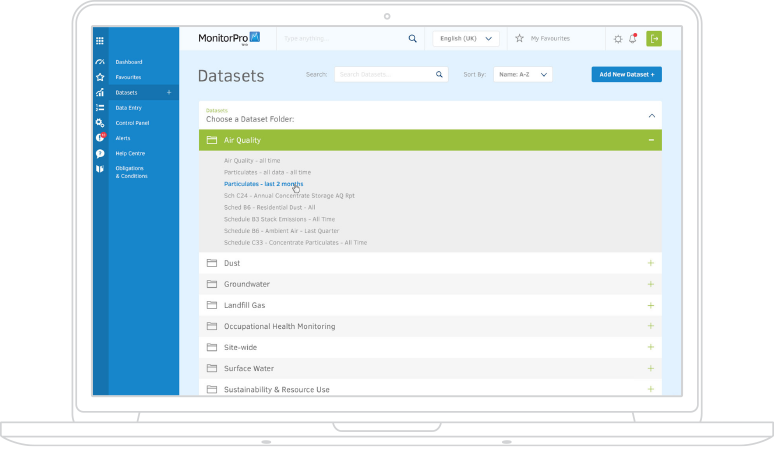 MonitorPro
Type anything...
English (UK)
My Favourites
Dashboard
Favourites
Datasets +
Data Entry
Control Panel
Alerts
Help Centre
Obligations
& Conditions
Datasets
Search:
Search Datasets...
Sort By:
Name: A-Z
Add New Dataset +
Datasets
Choose a Dataset Folder:
Air Quality
Air Quality - all time
Particulates - all data - all time
Particulates - last 2 months
Sch C24 - Annual Concentrate Storage AQ Rpt
Sched B6 - Residential Dust - All
Schedule B3 Stack Emissions - All Time
Schedule B6 - Ambient Air - Last Quarter
Schedule C33 - Concentrate Particulates - All Time
Dust
Groundwater
Landfill Gas
Occupational Health Monitoring
Site-wide
Surface Water
Sustainability & Resource Use